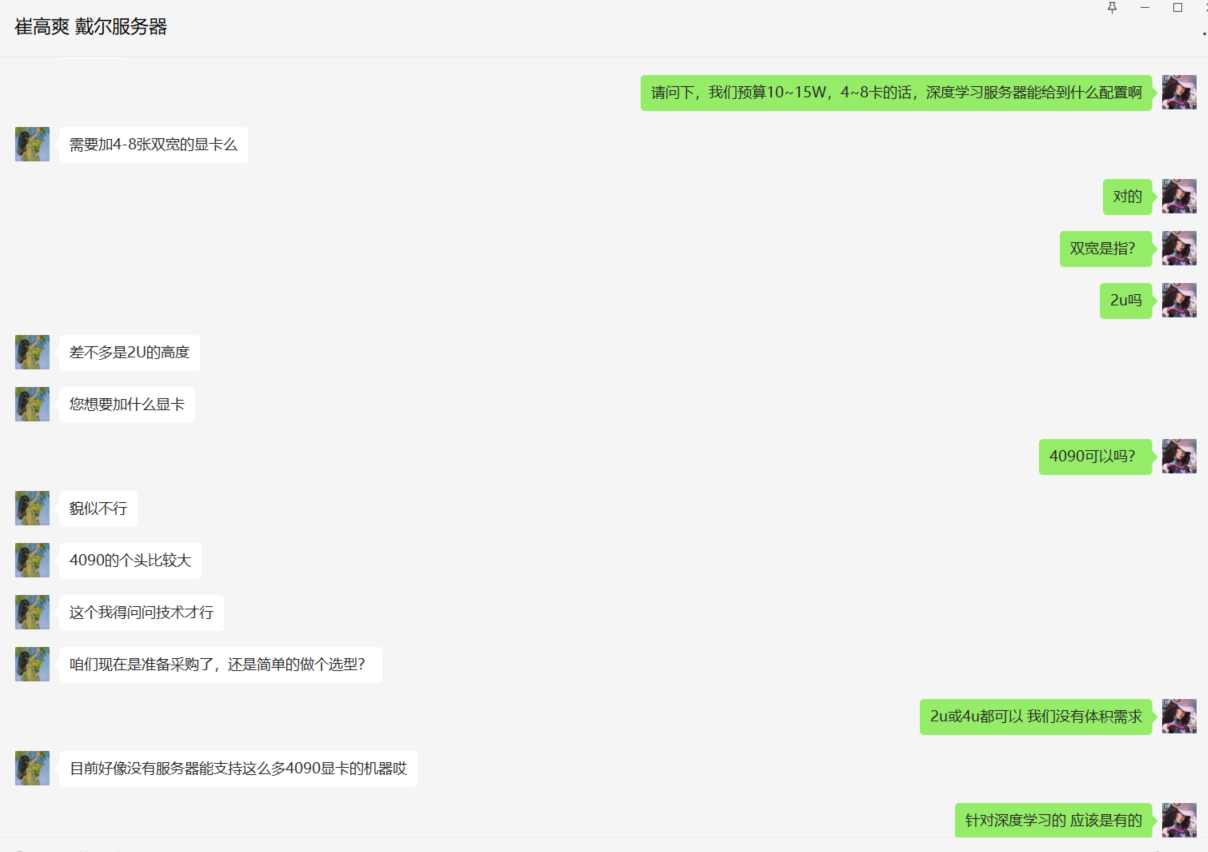 崔高爽 戴尔服务器
请问下，我们预算10~15W，4~8卡的话，深度学习服务器能给到什么配置啊
需要加4-8张双宽的显卡么
对的
双宽是指？
2u吗
差不多是2U的高度
您想要加什么显卡
4090可以吗？
貌似不行
4090的个头比较大
这个我得问问技术才行
咱们现在是准备采购了，还是简单的做个选型？
2u或4u都可以 我们没有体积需求
目前好像没有服务器能支持这么多4090显卡的机器哎
针对深度学习的 应该是有的